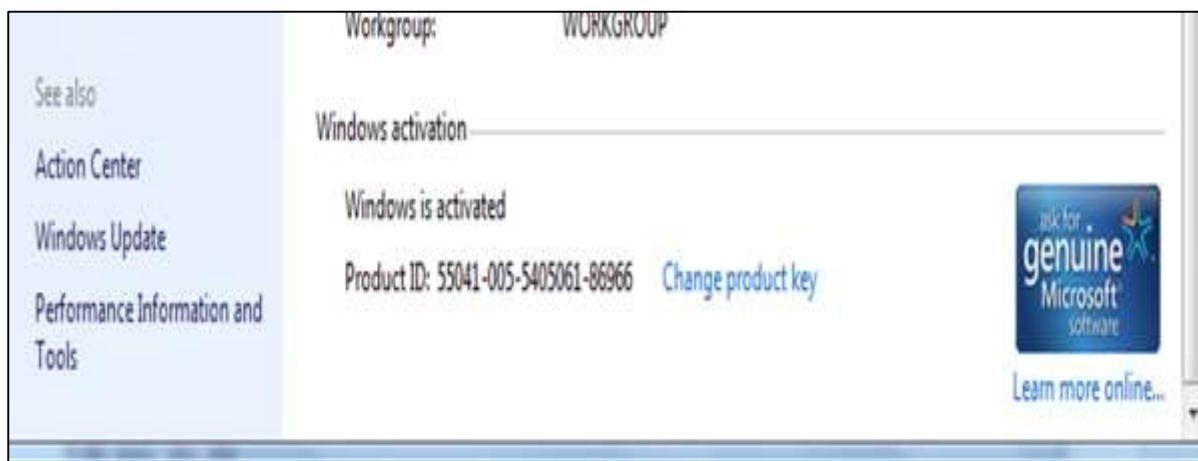 Workgroup: WORKGROUP
See also
Windows activation
Action Center
Windows is activated
Windows Update
Product ID: 55041-005-5405061-86966 Change product key
Performance Information and
Tools
ask for
genuine
Microsoft
software
Learn more online...